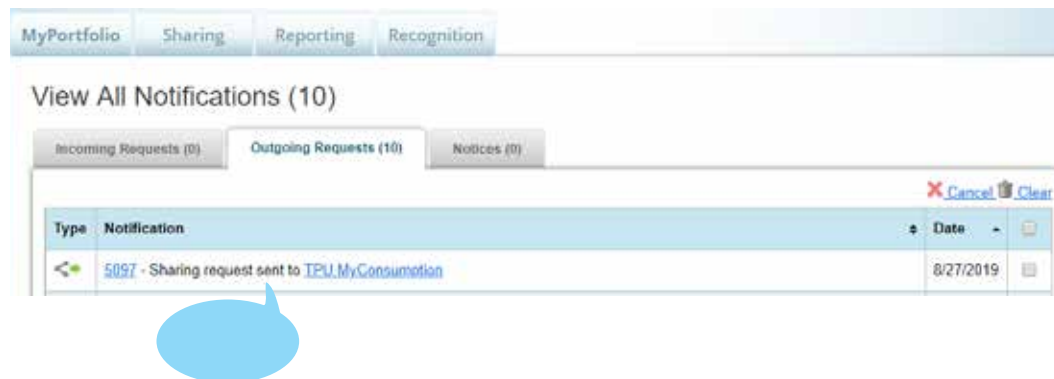 MyPortfolio Sharing Reporting Recognition
View All Notifications (10)
Incoming Requests (0) Outgoing Requests (10) Notices (0)
Cancel Clear
Type Notification Date
5097 - Sharing request sent to TPU.MyConsumption 8/27/2019